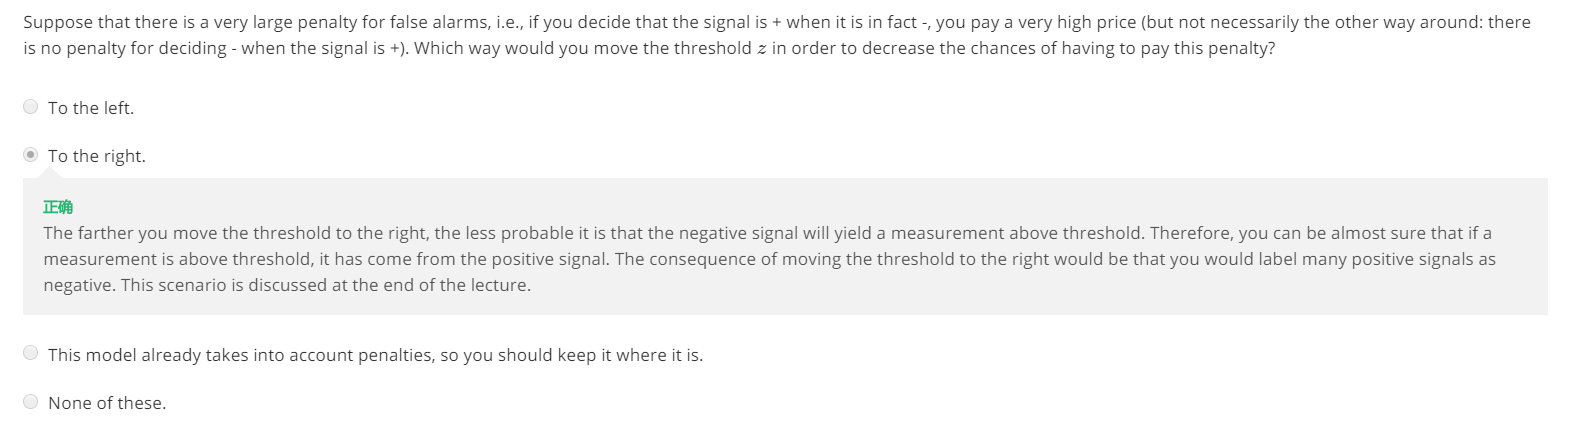 Suppose that there is a very large penalty for false alarms, i.e., if you decide that the signal is + when it is in fact -, you pay a very high price (but not necessarily the other way around: there
is no penalty for deciding - when the signal is +). Which way would you move the threshold z in order to decrease the chances of having to pay this penalty?
To the left.
To the right.
正确
The farther you move the threshold to the right, the less probable it is that the negative signal will yield a measurement above threshold. Therefore, you can be almost sure that if a
measurement is above threshold, it has come from the positive signal. The consequence of moving the threshold to the right would be that you would label many positive signals as
negative. This scenario is discussed at the end of the lecture.
This model already takes into account penalties, so you should keep it where it is.
None of these.